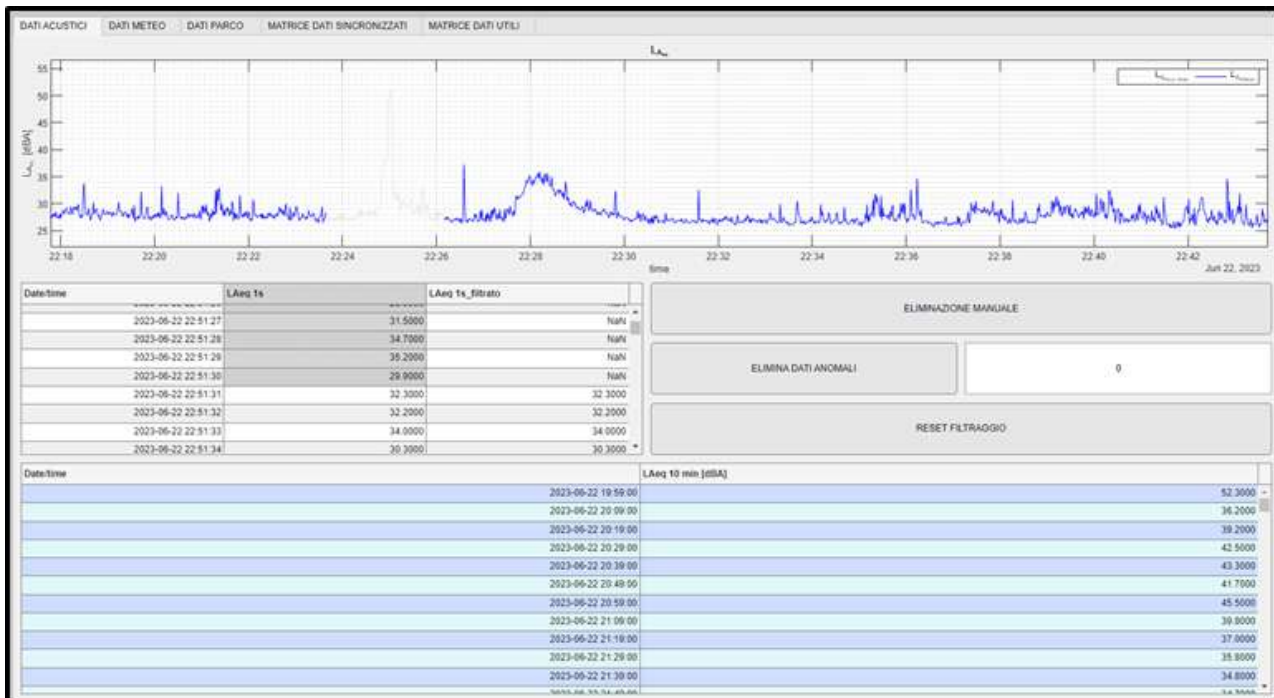 DATI ACUSTICI DATI METEO DATI PARCO MATRICE DATI SINCRONIZZATI MATRICE DATI UTILI
55
50
45
40
35
30
25
[dBA]
22:18 22:20 22:22 22:24 22:26 22:28 22:30 22:32 22:34 22:36 22:38 22:40 22:42
time
Jun 22, 2023
Date/time LAeq 1s LAeq 1s_filtrato
2023-06-22 22:51:27 31.5000 NaN
2023-06-22 22:51:28 34.7000 NaN
2023-06-22 22:51:29 35.2000 NaN
2023-06-22 22:51:30 29.9000 NaN
2023-06-22 22:51:31 32.3000 32.3000
2023-06-22 22:51:32 32.2000 32.2000
2023-06-22 22:51:33 34.0000 34.0000
2023-06-22 22:51:34 30.3000 30.3000
ELIMINAZIONE MANUALE
ELIMINA DATI ANOMALI 0
RESET FILTRAGGIO
Date/time LAeq 10 min [dBA]
2023-06-22 19:59:00 52.3000
2023-06-22 20:09:00 36.2000
2023-06-22 20:19:00 39.2000
2023-06-22 20:29:00 42.5000
2023-06-22 20:39:00 43.3000
2023-06-22 20:49:00 41.7000
2023-06-22 20:59:00 45.5000
2023-06-22 21:09:00 39.8000
2023-06-22 21:19:00 37.0000
2023-06-22 21:29:00 35.8000
2023-06-22 21:39:00 34.8000